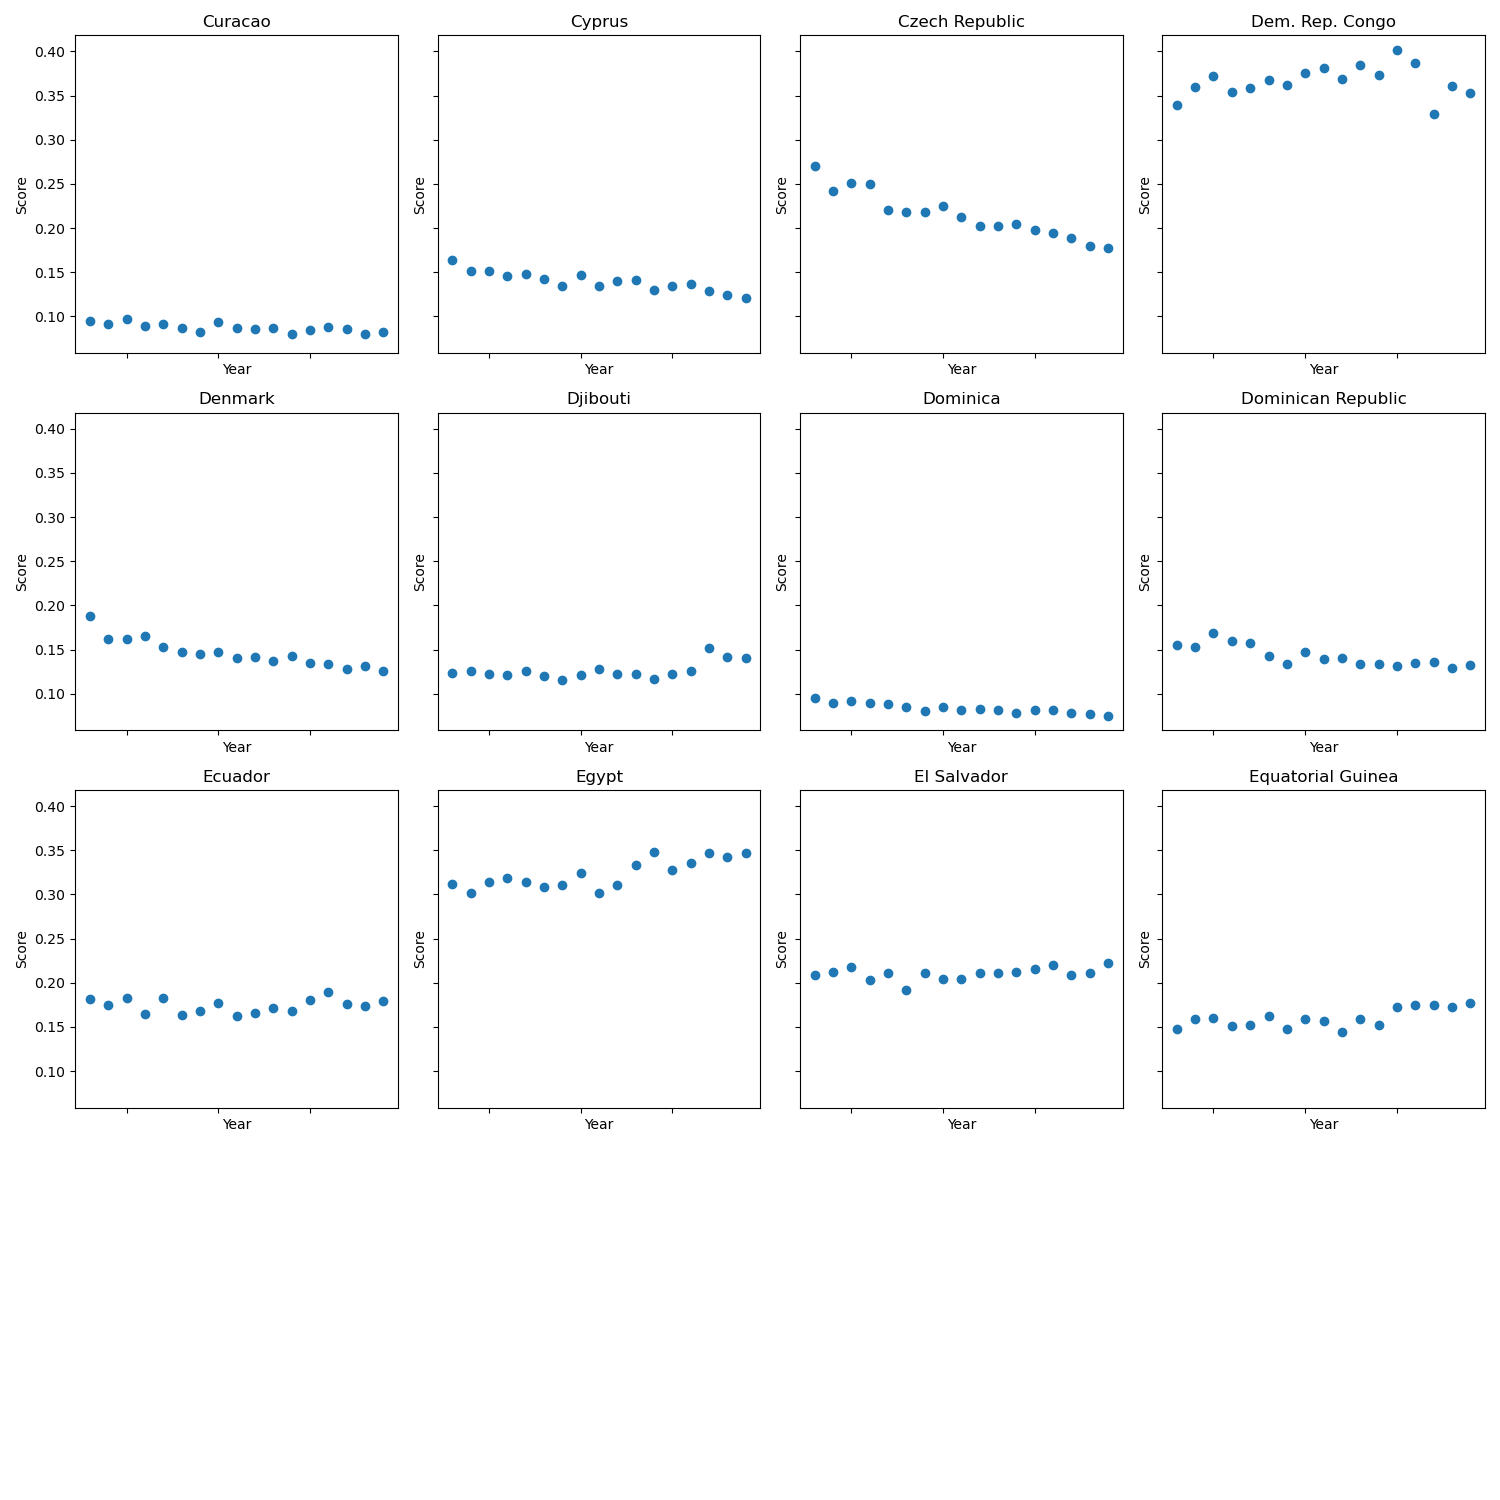 Curacao Cyprus Czech Republic Dem. Rep. Congo
0.40
0.35
0.30
0.25
0.20
0.15
0.10
Score Score Score Score
Year Year Year Year
Denmark Djibouti Dominica Dominican Republic
0.40
0.35
0.30
0.25
0.20
0.15
0.10
Score Score Score Score
Year Year Year Year
Ecuador Egypt El Salvador Equatorial Guinea
0.40
0.35
0.30
0.25
0.20
0.15
0.10
Score Score Score Score
Year Year Year Year